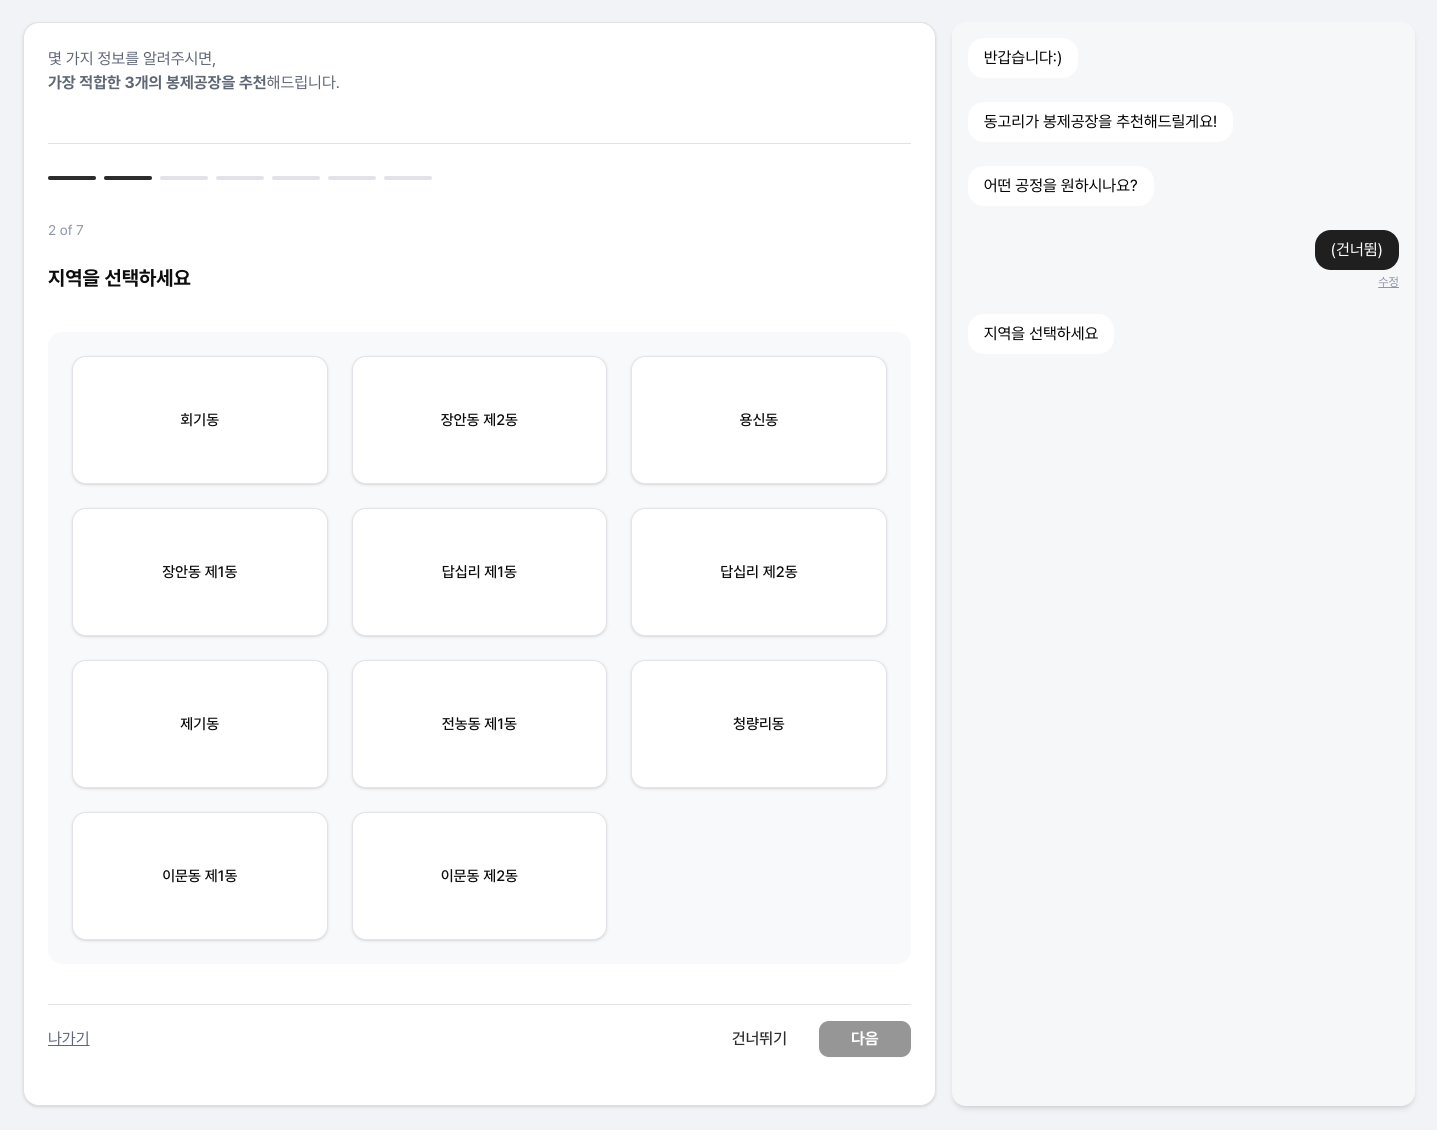 몇 가지 정보를 알려주시면,
가장 적합한 3개의 봉제공장을 추천해드립니다.
2 of 7
지역을 선택하세요
회기동
장안동 제2동
용신동
장안동 제1동
답십리 제1동
답십리 제2동
제기동
전농동 제1동
청량리동
이문동 제1동
이문동 제2동
나가기
건너뛰기
다음
반갑습니다:)
동고리가 봉제공장을 추천해드릴게요!
어떤 공정을 원하시나요?
(건너뜀)
수정
지역을 선택하세요